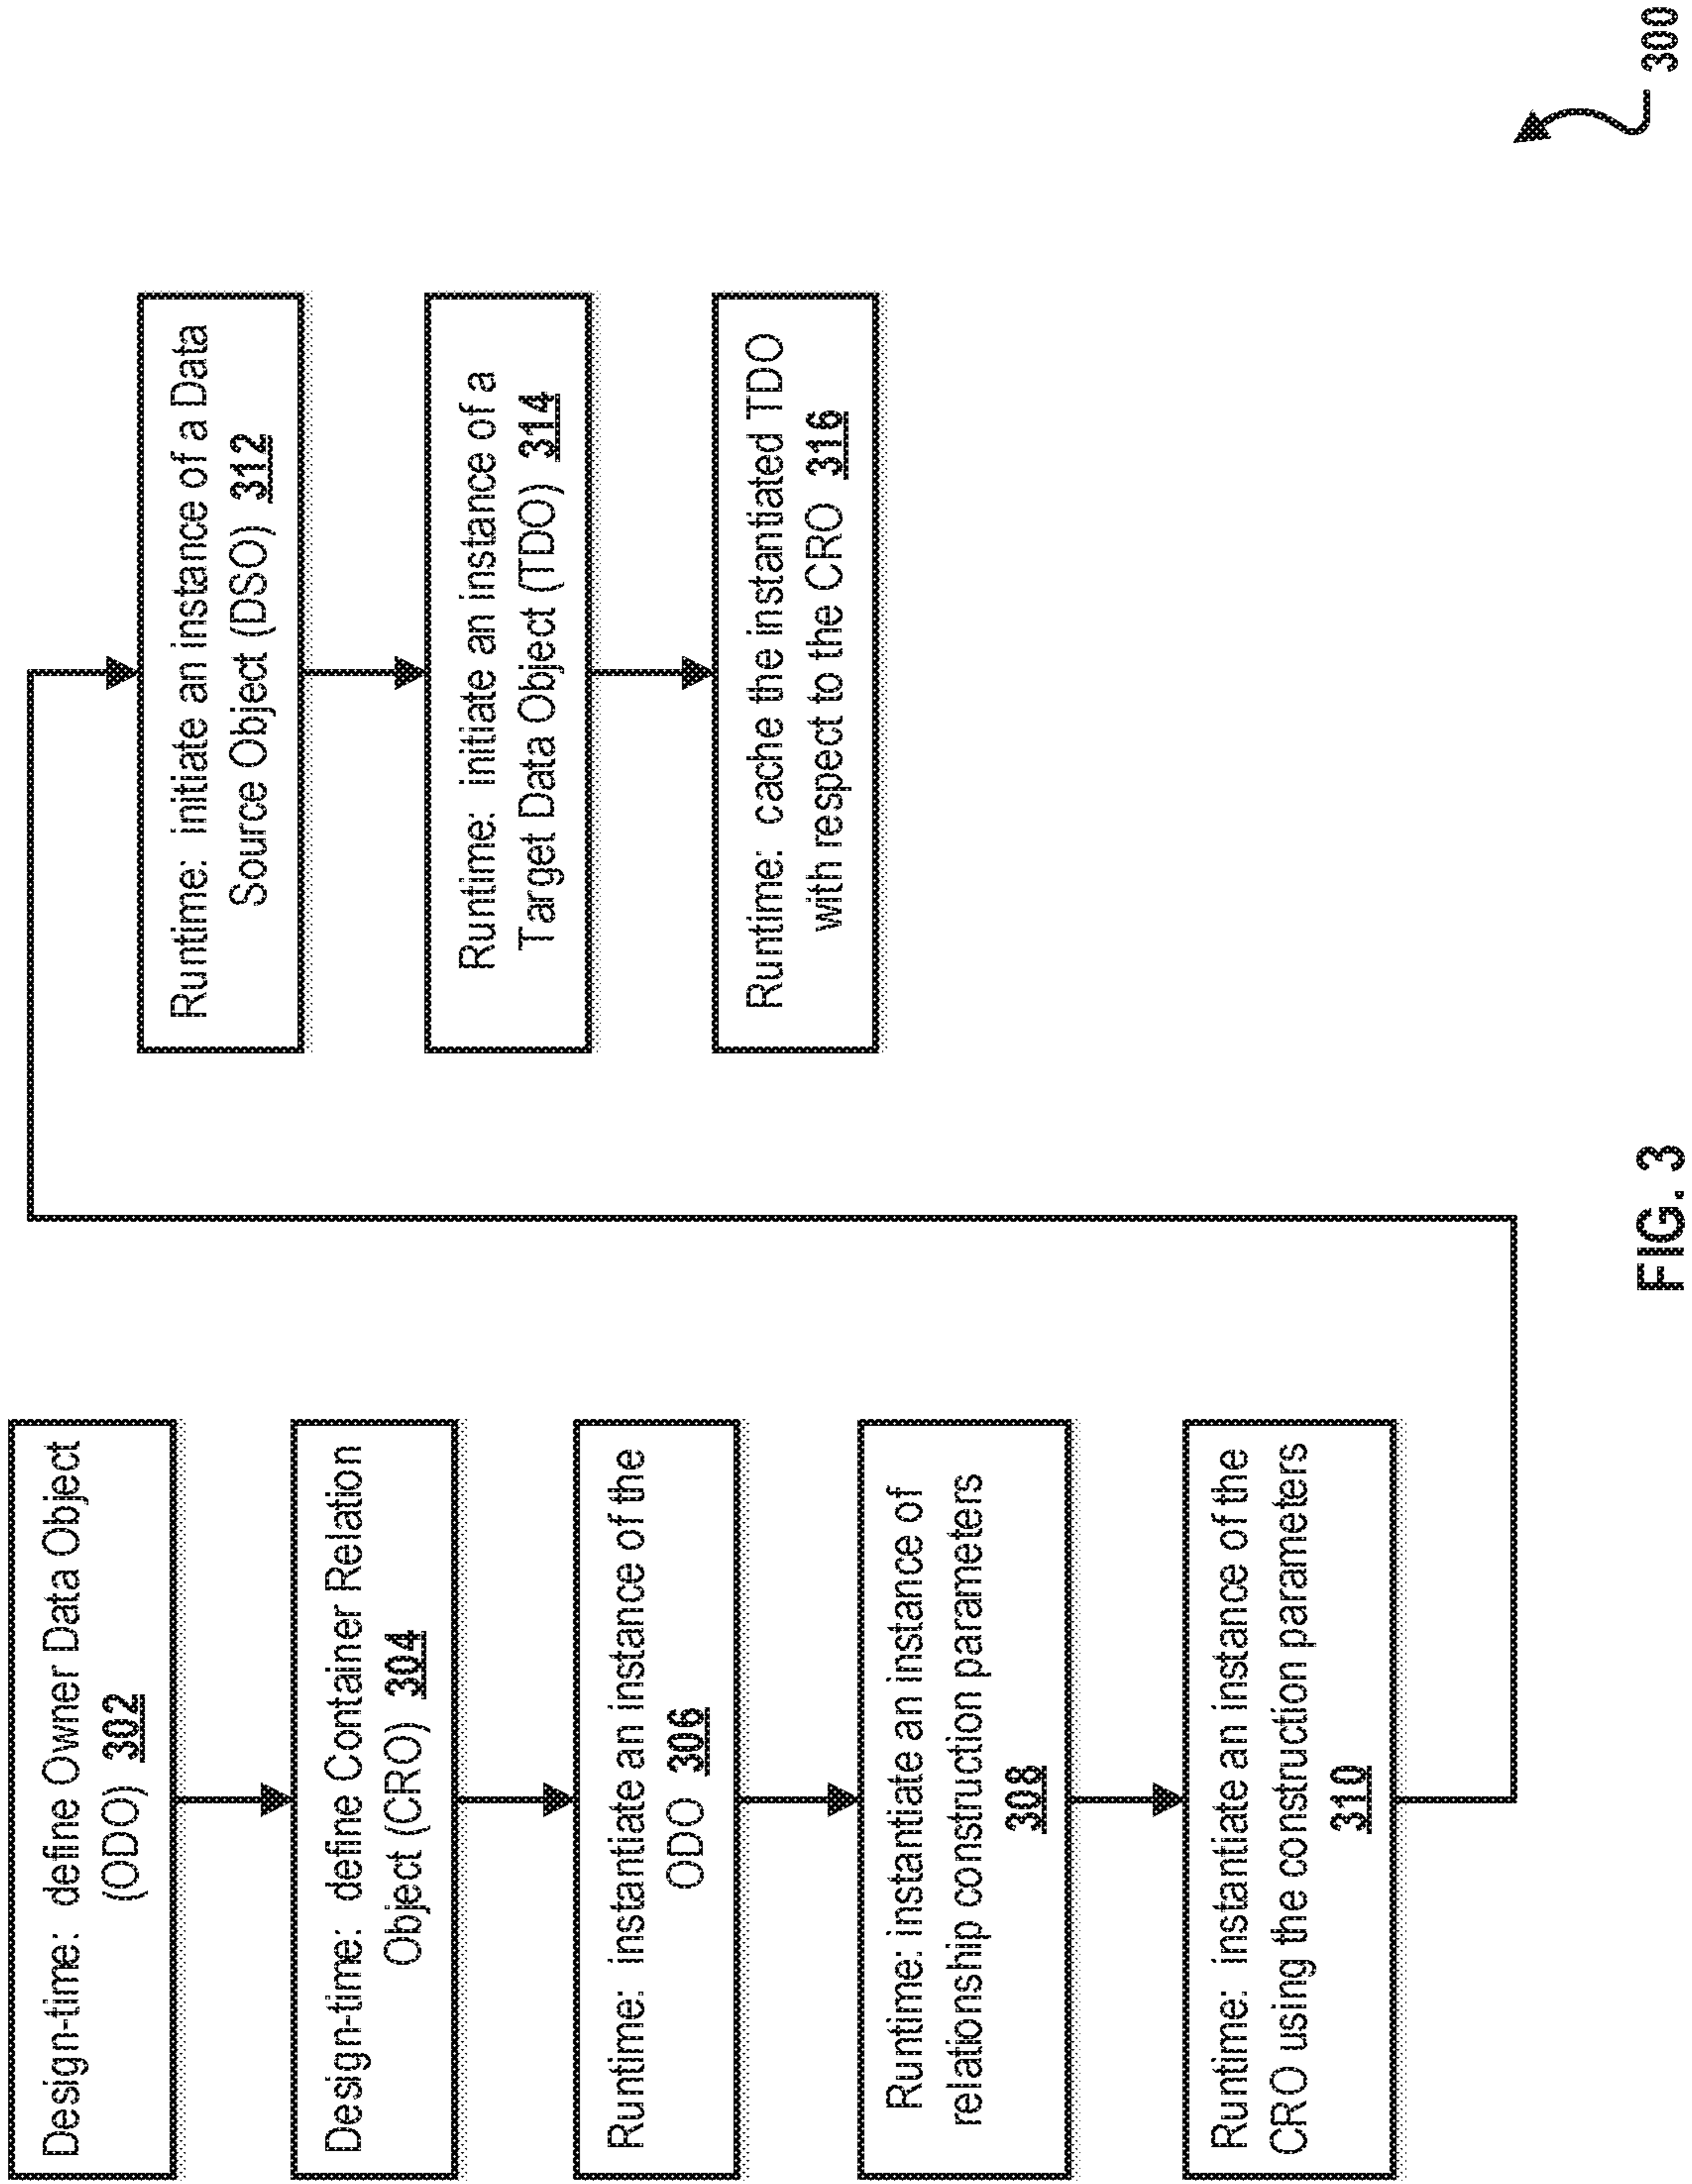 Design-time: define Owner Data Object
(ODO) 302
Design-time: define Container Relation
Object (CRO) 304
Runtime: instantiate an instance of the
ODO 306
Runtime: instantiate an instance of
relationship construction parameters
308
Runtime: instantiate an instance of the
CRO using the construction parameters
310
Runtime: initiate an instance of a Data
Source Object (DSO) 312
Runtime: initiate an instance of a
Target Data Object (TDO) 314
Runtime: cache the instantiated TDO
with respect to the CRO 316
300
FIG. 3